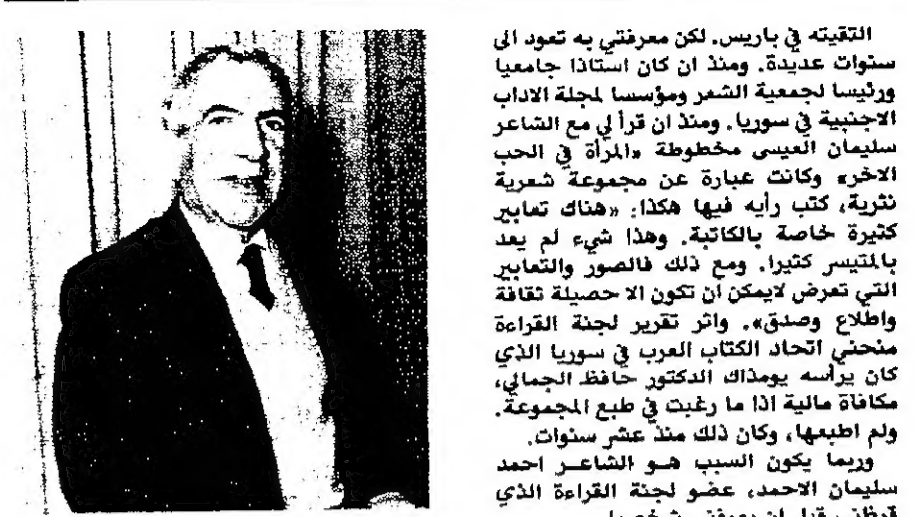 التقيته في باريس. لكن معرفتي به تعود الى
سنوات عديدة. ومنذ ان كان استاذا جامعيا
ورئيسا لجمعية الشعر ومؤسسا لمجلة الاداب
الاجنبية في سوريا. ومنذ ان قرأ لي مع الشاعر
سليمان العيسى مخطوطة «المرأة في الحب
الاخر» وكانت عبارة عن مجموعة شعرية
نثرية، كتب رأيه فيها هكذا: «هناك تعابير
كثيرة خاصة بالكاتبة. وهذا شيء لم يعد
بالمتيسر كثيرا. ومع ذلك فالصور والتعابير
التي تعرض لايمكن ان تكون الا حصيلة ثقافة
واطلاع وصدق». واثر تقرير لجنة القراءة
منحني اتحاد الكتاب العرب في سوريا الذي
كان يرأسه يومذاك الدكتور حافظ الجمالي،
مكافاة مالية اذا ما رغبت في طبع المجموعة.
ولم اطبعها، وكان ذلك منذ عشر سنوات.
وربما يكون السبب هو الشاعر احمد
سليمان الاحمد، عضو لجنة القراءة الذي